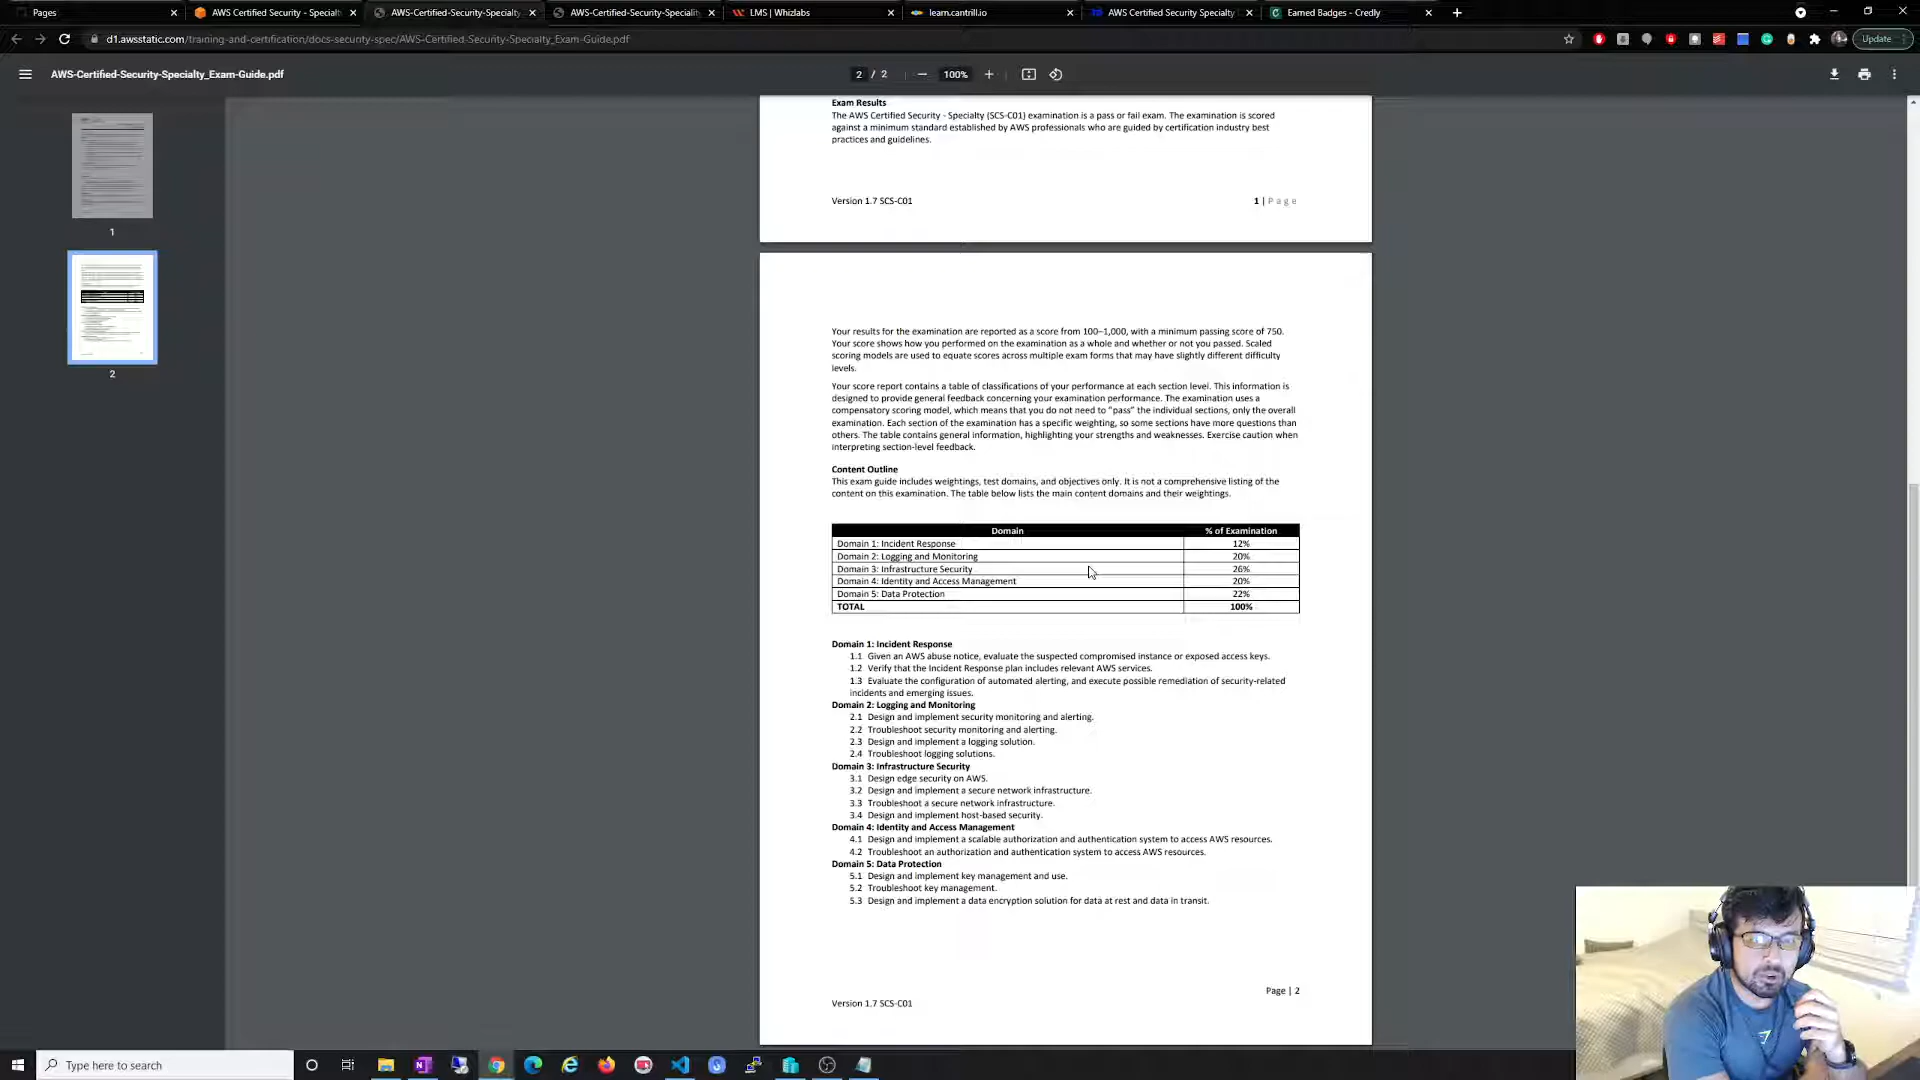 Pages
AWS Certified Security - Special
AWS-Certified-Security-Specialty
AWS-Certified-Security-Specialit
LMS | Whizlabs
learn.cantrill.io
AWS Certified Security Specialty
Earned Badges - Credly
d1.awsstatic.com/training-and-certification/docs-security-spec/AWS-Certified-Security-Specialty_Exam-Guide.pdf
Update
AWS-Certified-Security-Specialty_Exam-Guide.pdf
2 / 2
100%
1
2
Exam Results
The AWS Certified Security - Specialty (SCS-C01) examination is a pass or fail exam. The examination is scored
against a minimum standard established by AWS professionals who are guided by certification industry best
practices and guidelines.
Version 1.7 SCS-C01
1 | Page
Your results for the examination are reported as a score from 100–1,000, with a minimum passing score of 750.
Your score shows how you performed on the examination as a whole and whether or not you passed. Scaled
scoring models are used to equate scores across multiple exam forms that may have slightly different difficulty
levels.
Your score report contains a table of classifications of your performance at each section level. This information is
designed to provide general feedback concerning your examination performance. The examination uses a
compensatory scoring model, which means that you do not need to “pass” the individual sections, only the overall
examination. Each section of the examination has a specific weighting, so some sections have more questions than
others. The table contains general information, highlighting your strengths and weaknesses. Exercise caution when
interpreting section-level feedback.
Content Outline
This exam guide includes weightings, test domains, and objectives only. It is not a comprehensive listing of the
content on this examination. The table below lists the main content domains and their weightings.
Domain % of Examination
Domain 1: Incident Response 12%
Domain 2: Logging and Monitoring 20%
Domain 3: Infrastructure Security 26%
Domain 4: Identity and Access Management 20%
Domain 5: Data Protection 22%
TOTAL 100%
Domain 1: Incident Response
1.1 Given an AWS abuse notice, evaluate the suspected compromised instance or exposed access keys.
1.2 Verify that the Incident Response plan includes relevant AWS services.
1.3 Evaluate the configuration of automated alerting, and execute possible remediation of security-related
incidents and emerging issues.
Domain 2: Logging and Monitoring
2.1 Design and implement security monitoring and alerting.
2.2 Troubleshoot security monitoring and alerting.
2.3 Design and implement a logging solution.
2.4 Troubleshoot logging solutions.
Domain 3: Infrastructure Security
3.1 Design edge security on AWS.
3.2 Design and implement a secure network infrastructure.
3.3 Troubleshoot a secure network infrastructure.
3.4 Design and implement host-based security.
Domain 4: Identity and Access Management
4.1 Design and implement a scalable authorization and authentication system to access AWS resources.
4.2 Troubleshoot an authorization and authentication system to access AWS resources.
Domain 5: Data Protection
5.1 Design and implement key management and use.
5.2 Troubleshoot key management.
5.3 Design and implement a data encryption solution for data at rest and data in transit.
Page | 2
Version 1.7 SCS-C01
Type here to search